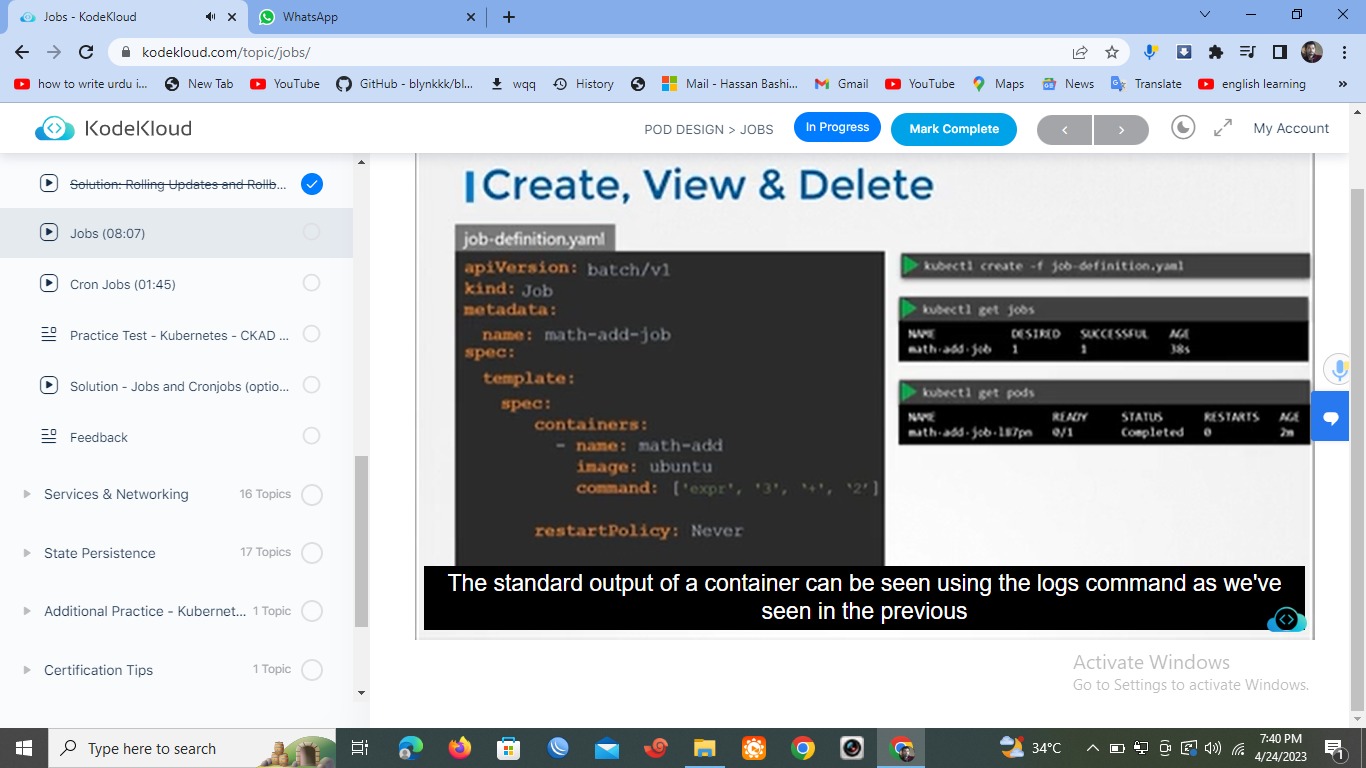 Jobs - KodeKloud
WhatsApp
kodekloud.com/topic/jobs/
how to write urdu i...
New Tab
YouTube
GitHub - blynkkk/bl...
wqq
History
Mail - Hassan Bashi...
Gmail
YouTube
Maps
News
Translate
english learning
»
KodeKloud
POD DESIGN > JOBS
In Progress
Mark Complete
My Account
Solution: Rolling Updates and Rollb...
Jobs (08:07)
Cron Jobs (01:45)
Practice Test - Kubernetes - CKAD ...
Solution - Jobs and Cronjobs (optio...
Feedback
Services & Networking 16 Topics
State Persistence 17 Topics
Additional Practice - Kubernet... 1 Topic
Certification Tips 1 Topic
Create, View & Delete
job-definition.yaml
apiVersion: batch/v1
kind: Job
metadata:
name: math-add-job
spec:
template:
spec:
containers:
- name: math-add
image: ubuntu
command: ['expr', '3', '+', '2']
restartPolicy: Never
kubectl create -f job-definition.yaml
kubectl get jobs
NAME DESIRED SUCCESSFUL AGE
math-add-job 1 1 38s
kubectl get pods
NAME READY STATUS RESTARTS AGE
math-add-job-l87pn 0/1 Completed 0 2m
The standard output of a container can be seen using the logs command as we've
seen in the previous
Activate Windows
Go to Settings to activate Windows.
Type here to search
34°C
7:40 PM
4/24/2023
1